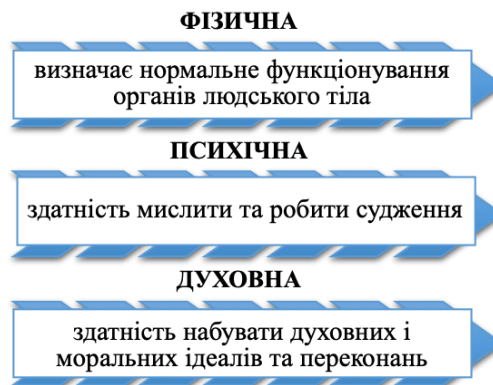 ФІЗИЧНА
визначає нормальне функціонування
органів людського тіла
ПСИХІЧНА
здатність мислити та робити судження
ДУХОВНА
здатність набувати духовних і
моральних ідеалів та переконань